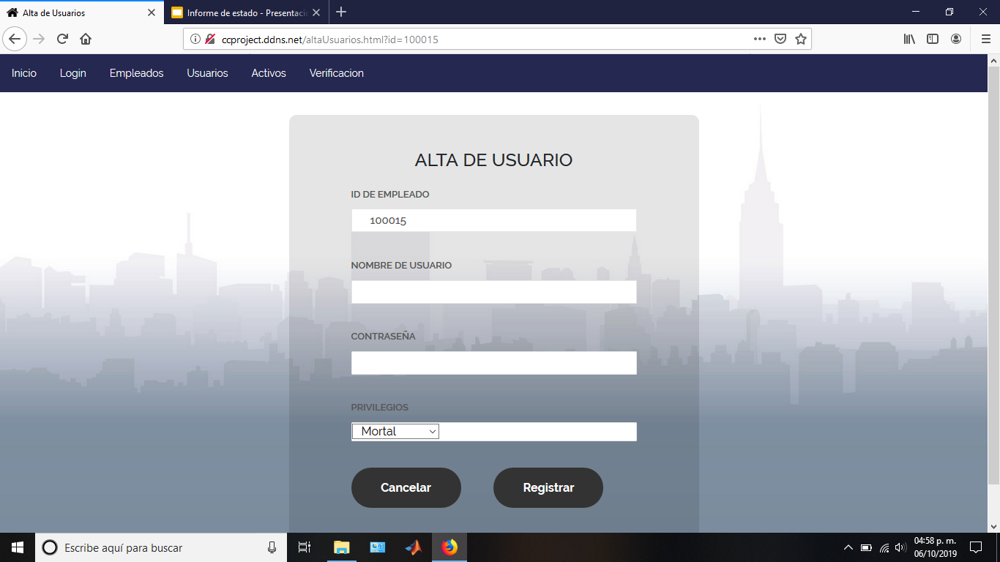 Alta de Usuarios
Informe de estado - Presentaci
ccproject.ddns.net/altaUsuarios.html?id=100015
Inicio Login Empleados Usuarios Activos Verificacion
ALTA DE USUARIO
ID DE EMPLEADO
100015
NOMBRE DE USUARIO
CONTRASEÑA
PRIVILEGIOS
Mortal
Cancelar Registrar
Escribe aquí para buscar
04:58 p. m.
06/10/2019